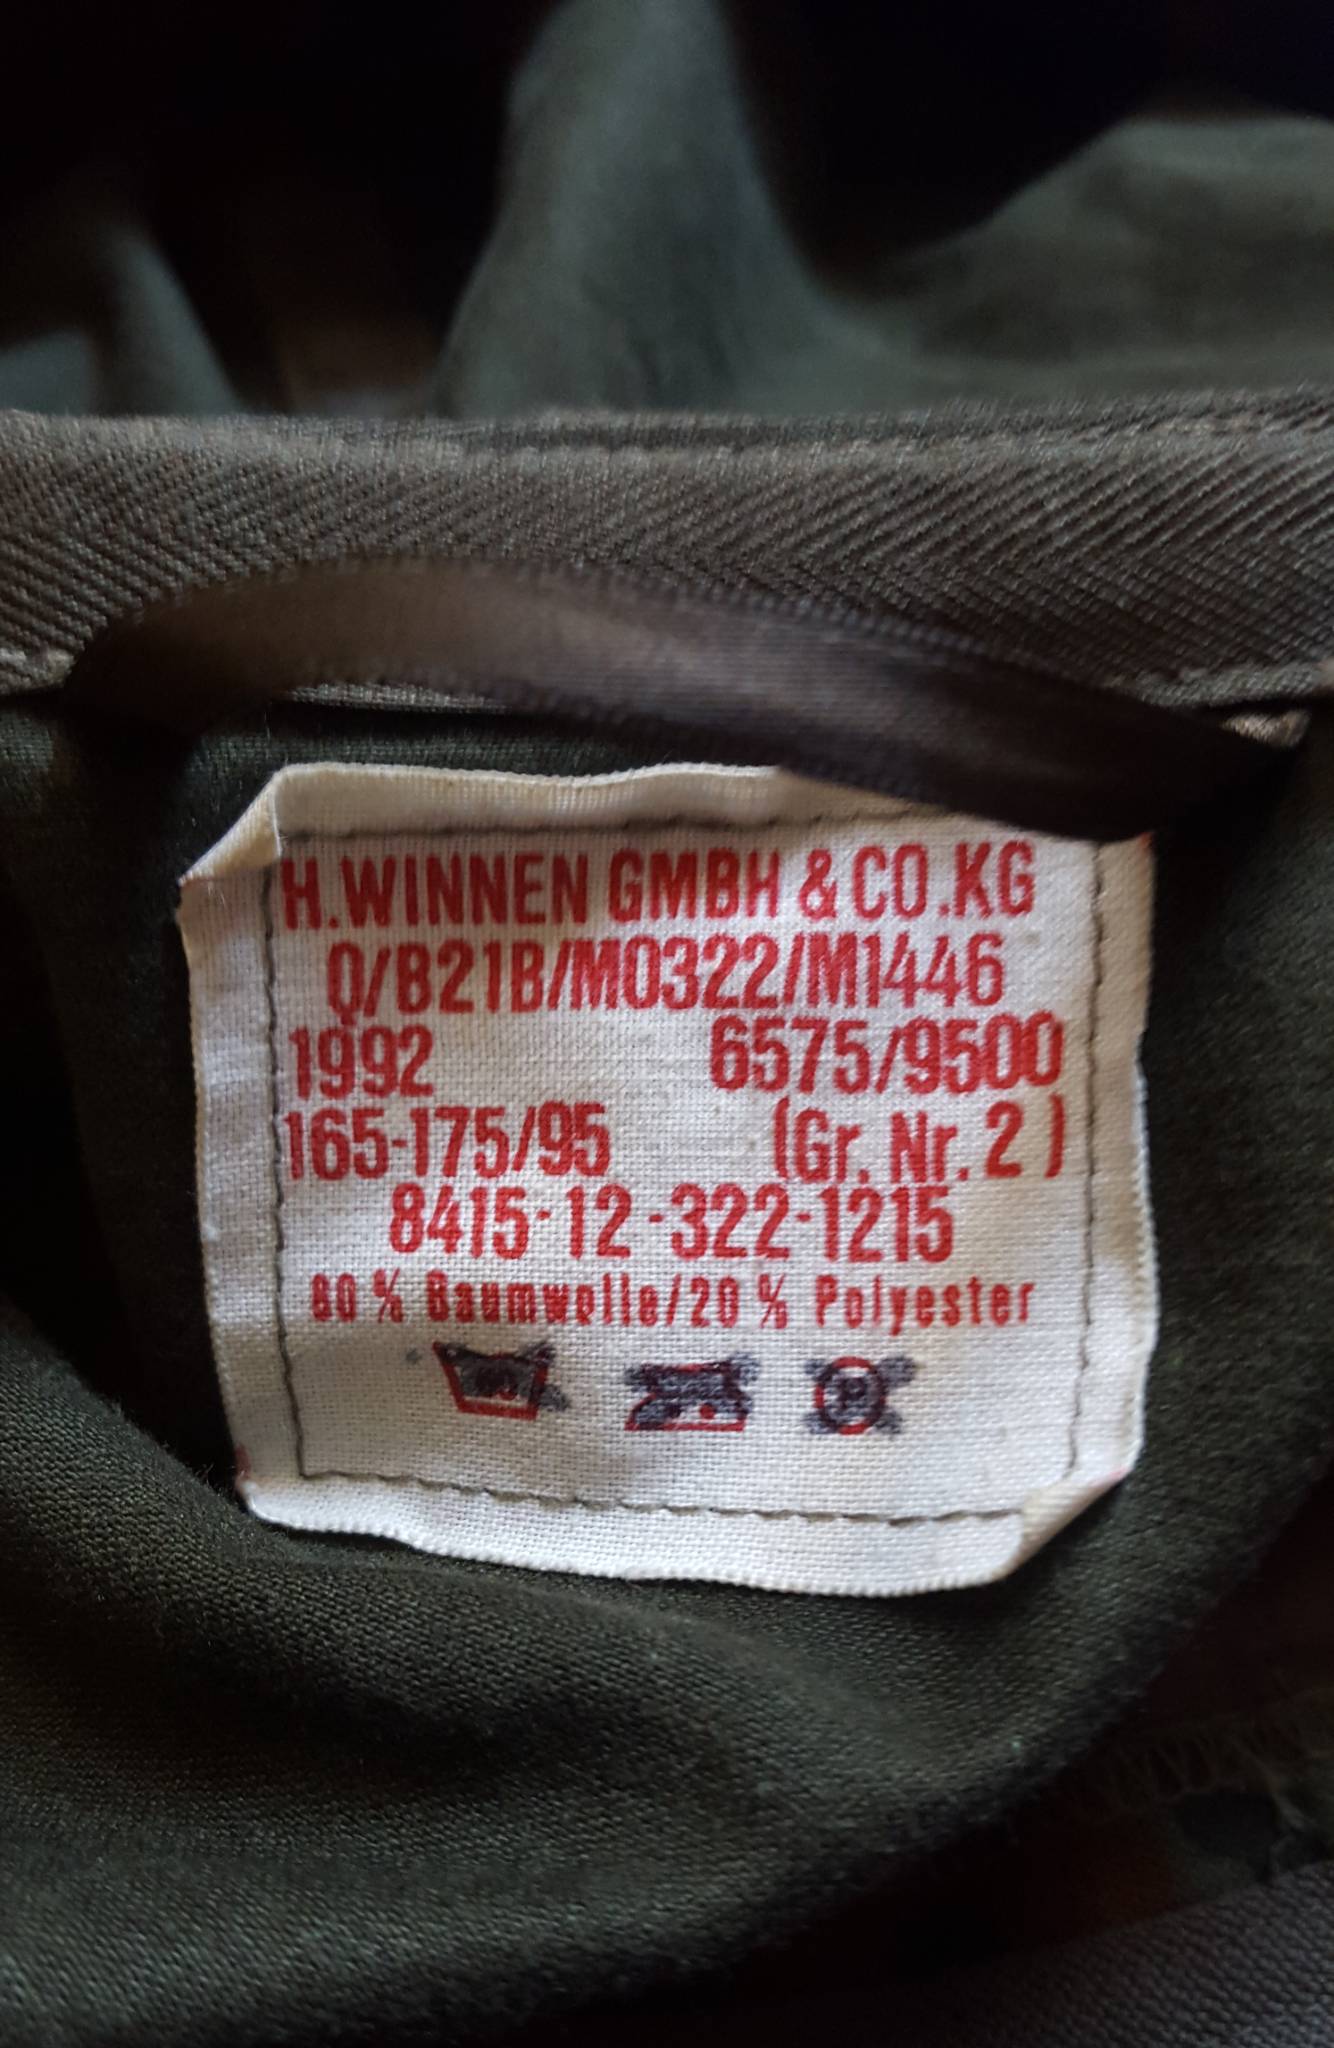 H.WINNEN GMBH & CO.KG
Q/B21B/M0322/M1446
1992 6575/9500
165-175/95 (Gr. Nr. 2)
8415-12-322-1215
80 % Baumwolle/20 % Polyester